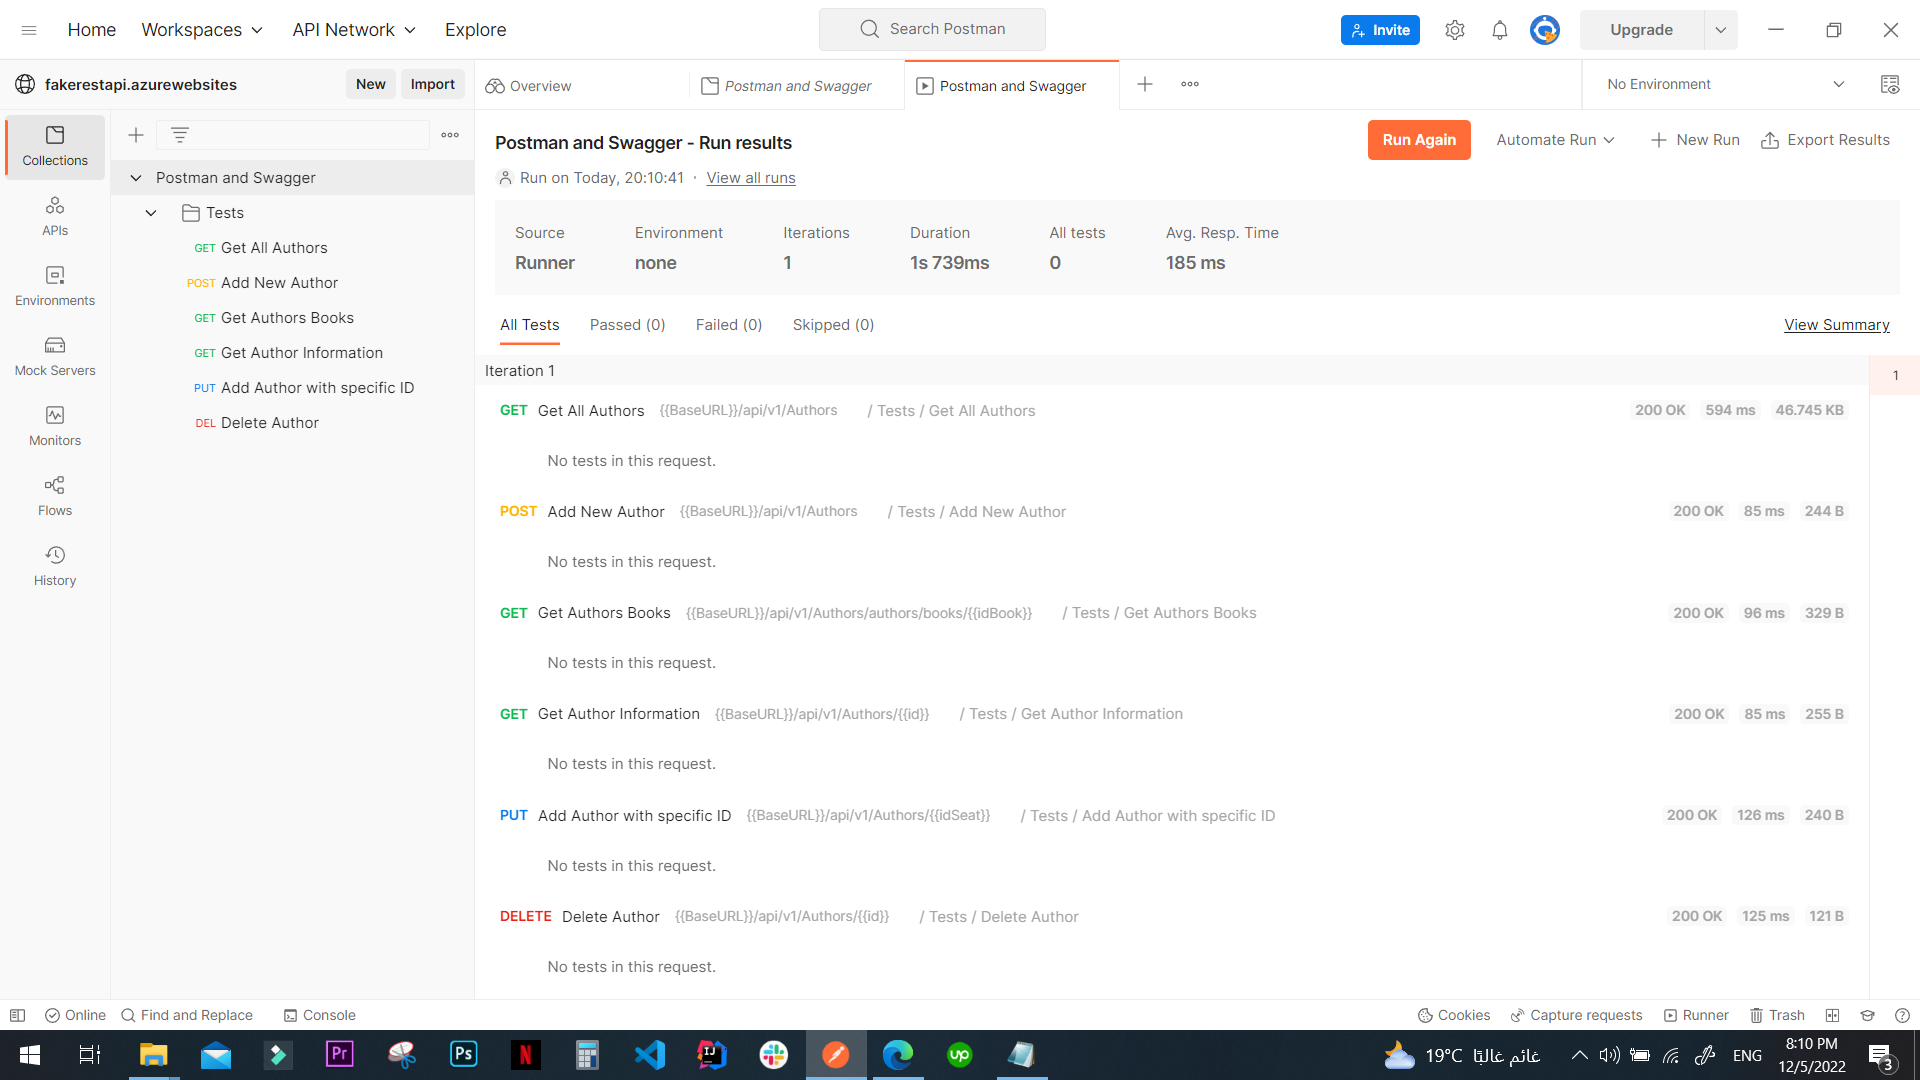 Home
Workspaces
API Network
Explore
Search Postman
Invite
Upgrade
fakerestapi.azurewebsites
New
Import
Overview
Postman and Swagger
Postman and Swagger
No Environment
Collections
APIs
Environments
Mock Servers
Monitors
Flows
History
Postman and Swagger
Tests
GET Get All Authors
POST Add New Author
GET Get Authors Books
GET Get Author Information
PUT Add Author with specific ID
DEL Delete Author
Postman and Swagger - Run results
Run Again
Automate Run
New Run
Export Results
Run on Today, 20:10:41 · View all runs
Source Environment Iterations Duration All tests Avg. Resp. Time
Runner none 1 1s 739ms 0 185 ms
All Tests Passed (0) Failed (0) Skipped (0) View Summary
Iteration 1
1
GET Get All Authors {{BaseURL}}/api/v1/Authors / Tests / Get All Authors 200 OK 594 ms 46.745 KB
No tests in this request.
POST Add New Author {{BaseURL}}/api/v1/Authors / Tests / Add New Author 200 OK 85 ms 244 B
No tests in this request.
GET Get Authors Books {{BaseURL}}/api/v1/Authors/authors/books/{{idBook}} / Tests / Get Authors Books 200 OK 96 ms 329 B
No tests in this request.
GET Get Author Information {{BaseURL}}/api/v1/Authors/{{id}} / Tests / Get Author Information 200 OK 85 ms 255 B
No tests in this request.
PUT Add Author with specific ID {{BaseURL}}/api/v1/Authors/{{idSeat}} / Tests / Add Author with specific ID 200 OK 126 ms 240 B
No tests in this request.
DELETE Delete Author {{BaseURL}}/api/v1/Authors/{{id}} / Tests / Delete Author 200 OK 125 ms 121 B
No tests in this request.
Online Find and Replace Console Cookies Capture requests Runner Trash
Pr Ps N IJ up
19°C غائم غالبًا
ENG
8:10 PM
12/5/2022
3